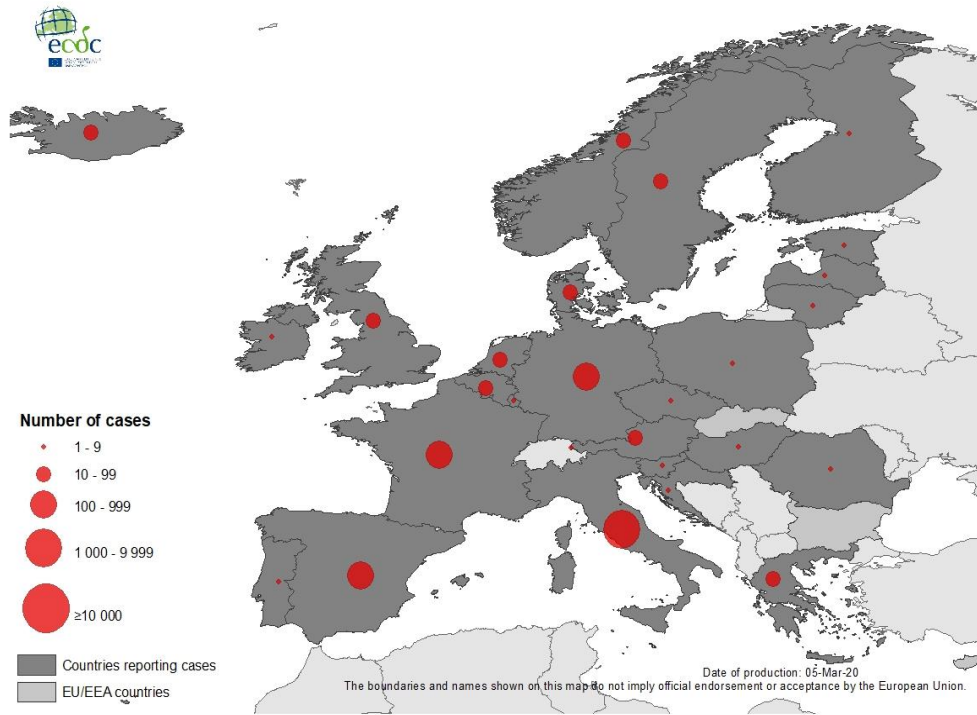 ecdc
Number of cases
1 - 9
10 - 99
100 - 999
1 000 - 9 999
≥10 000
Countries reporting cases
EU/EEA countries
Date of production: 05-Mar-20
The boundaries and names shown on this map do not imply official endorsement or acceptance by the European Union.